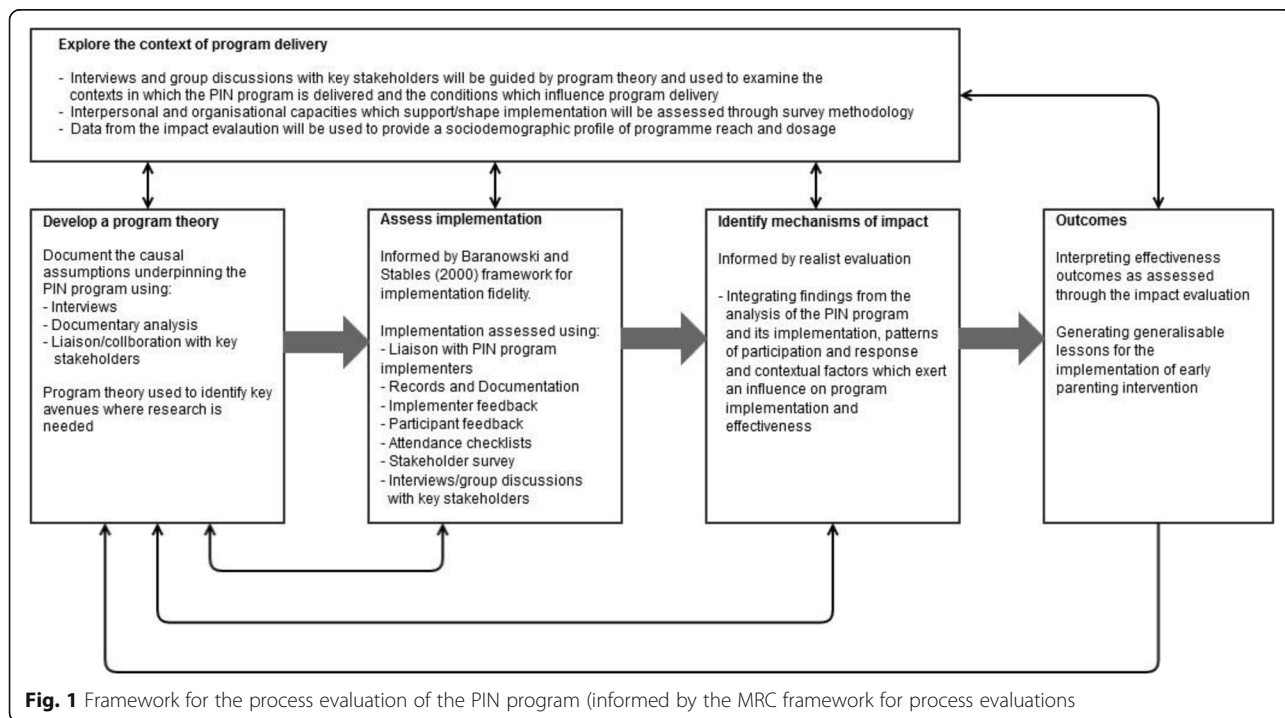 Explore the context of program delivery
- Interviews and group discussions with key stakeholders will be guided by program theory and used to examine the
contexts in which the PIN program is delivered and the conditions which influence program delivery
- Interpersonal and organisational capacities which support/shape implementation will be assessed through survey methodology
- Data from the impact evalaution will be used to provide a sociodemographic profile of programme reach and dosage
Develop a program theory
Document the causal
assumptions underpinning the
PIN program using:
- Interviews
- Documentary analysis
- Liaison/collboration with key
stakeholders
Program theory used to identify key
avenues where research is
needed
Assess implementation
Informed by Baranowski and
Stables (2000) framework for
implementation fidelity.
Implementation assessed using:
- Liaison with PIN program
implementers
- Records and Documentation
- Implementer feedback
- Participant feedback
- Attendance checklists
- Stakeholder survey
- Interviews/group discussions
with key stakeholders
Identify mechanisms of impact
Informed by realist evaluation
- Integrating findings from the
analysis of the PIN program
and its implementation, patterns
of participation and response
and contextual factors which exert
an influence on program
implementation and
effectiveness
Outcomes
Interpreting effectiveness
outcomes as assessed
through the impact evaluation
Generating generalisable
lessons for the
implementation of early
parenting intervention
Fig. 1 Framework for the process evaluation of the PIN program (informed by the MRC framework for process evaluations